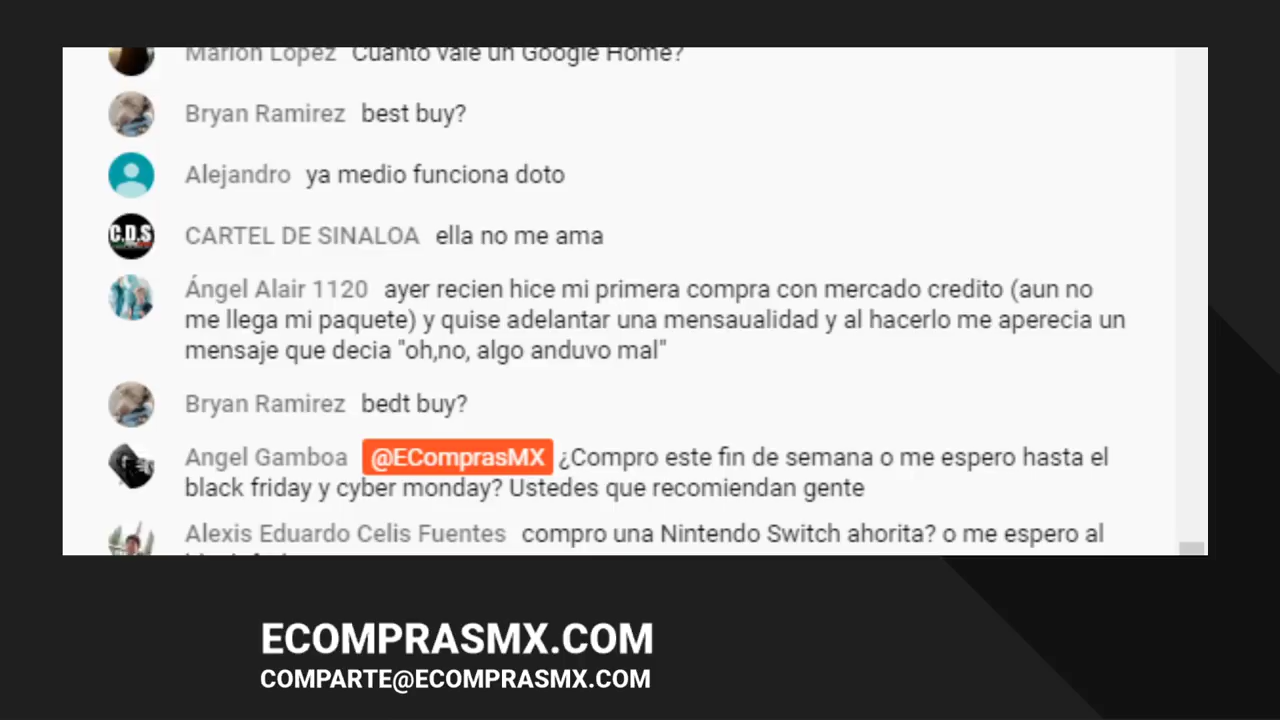 Marlon Lopez Cuanto vale un Google Home?
Bryan Ramirez best buy?
Alejandro ya medio funciona doto
C.D.S
CARTEL DE SINALOA ella no me ama
Ángel Alair 1120 ayer recien hice mi primera compra con mercado credito (aun no
me llega mi paquete) y quise adelantar una mensaualidad y al hacerlo me aperecia un
mensaje que decia "oh,no, algo anduvo mal"
Bryan Ramirez bedt buy?
Angel Gamboa @EComprasMX ¿Compro este fin de semana o me espero hasta el
black friday y cyber monday? Ustedes que recomiendan gente
Alexis Eduardo Celis Fuentes compro una Nintendo Switch ahorita? o me espero al
ECOMPRASMX.COM
COMPARTE@ECOMPRASMX.COM